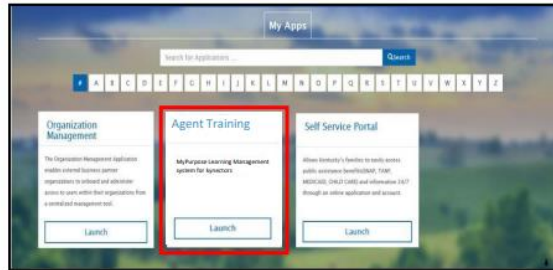 My Apps
Search for Applications ...
Search
# A B C D E F G H I J K L M N O P Q R S T U V W X Y Z
Organization
Management
The Organization Management Application
enables external business partner
organizations to onboard and administer
access to users within their organizations from
a centralized management tool.
Launch
Agent Training
MyPurpose Learning Management
system for kynectors
Launch
Self Service Portal
Allows Kentucky's families to easily access
public assistance benefits(SNAP, TANF,
MEDICAID, CHILD CARE) and information 24/7
through an online application and account.
Launch